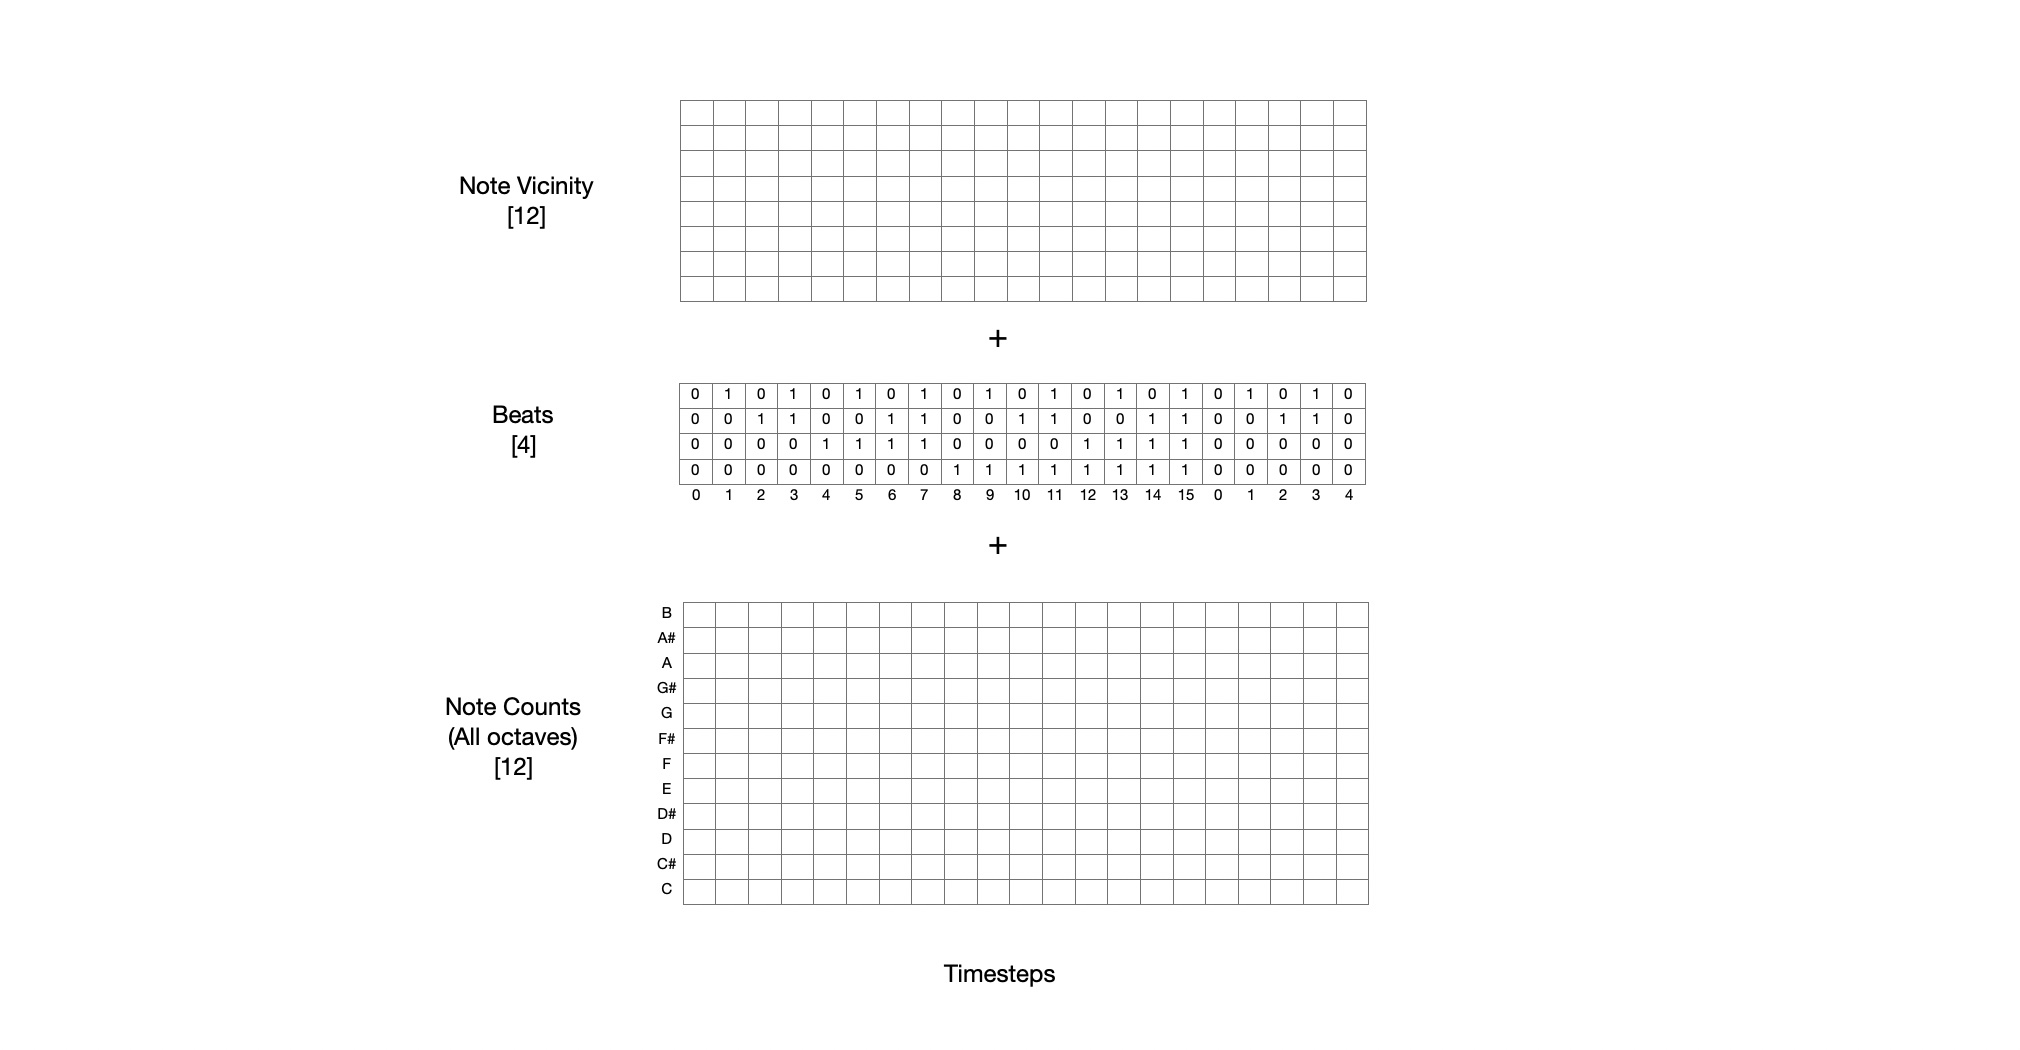 Note Vicinity
[12]
+
Beats
[4]
0 1 0 1 0 1 0 1 0 1 0 1 0 1 0 1 0 1 0 1 0
0 0 1 1 0 0 1 1 0 0 1 1 0 0 1 1 0 0 1 1 0
0 0 0 0 1 1 1 1 0 0 0 0 1 1 1 1 0 0 0 0 0
0 0 0 0 0 0 0 0 1 1 1 1 1 1 1 1 0 0 0 0 0
0 1 2 3 4 5 6 7 8 9 10 11 12 13 14 15 0 1 2 3 4
+
Note Counts
(All octaves)
[12]
B
A#
A
G#
G
F#
F
E
D#
D
C#
C
Timesteps